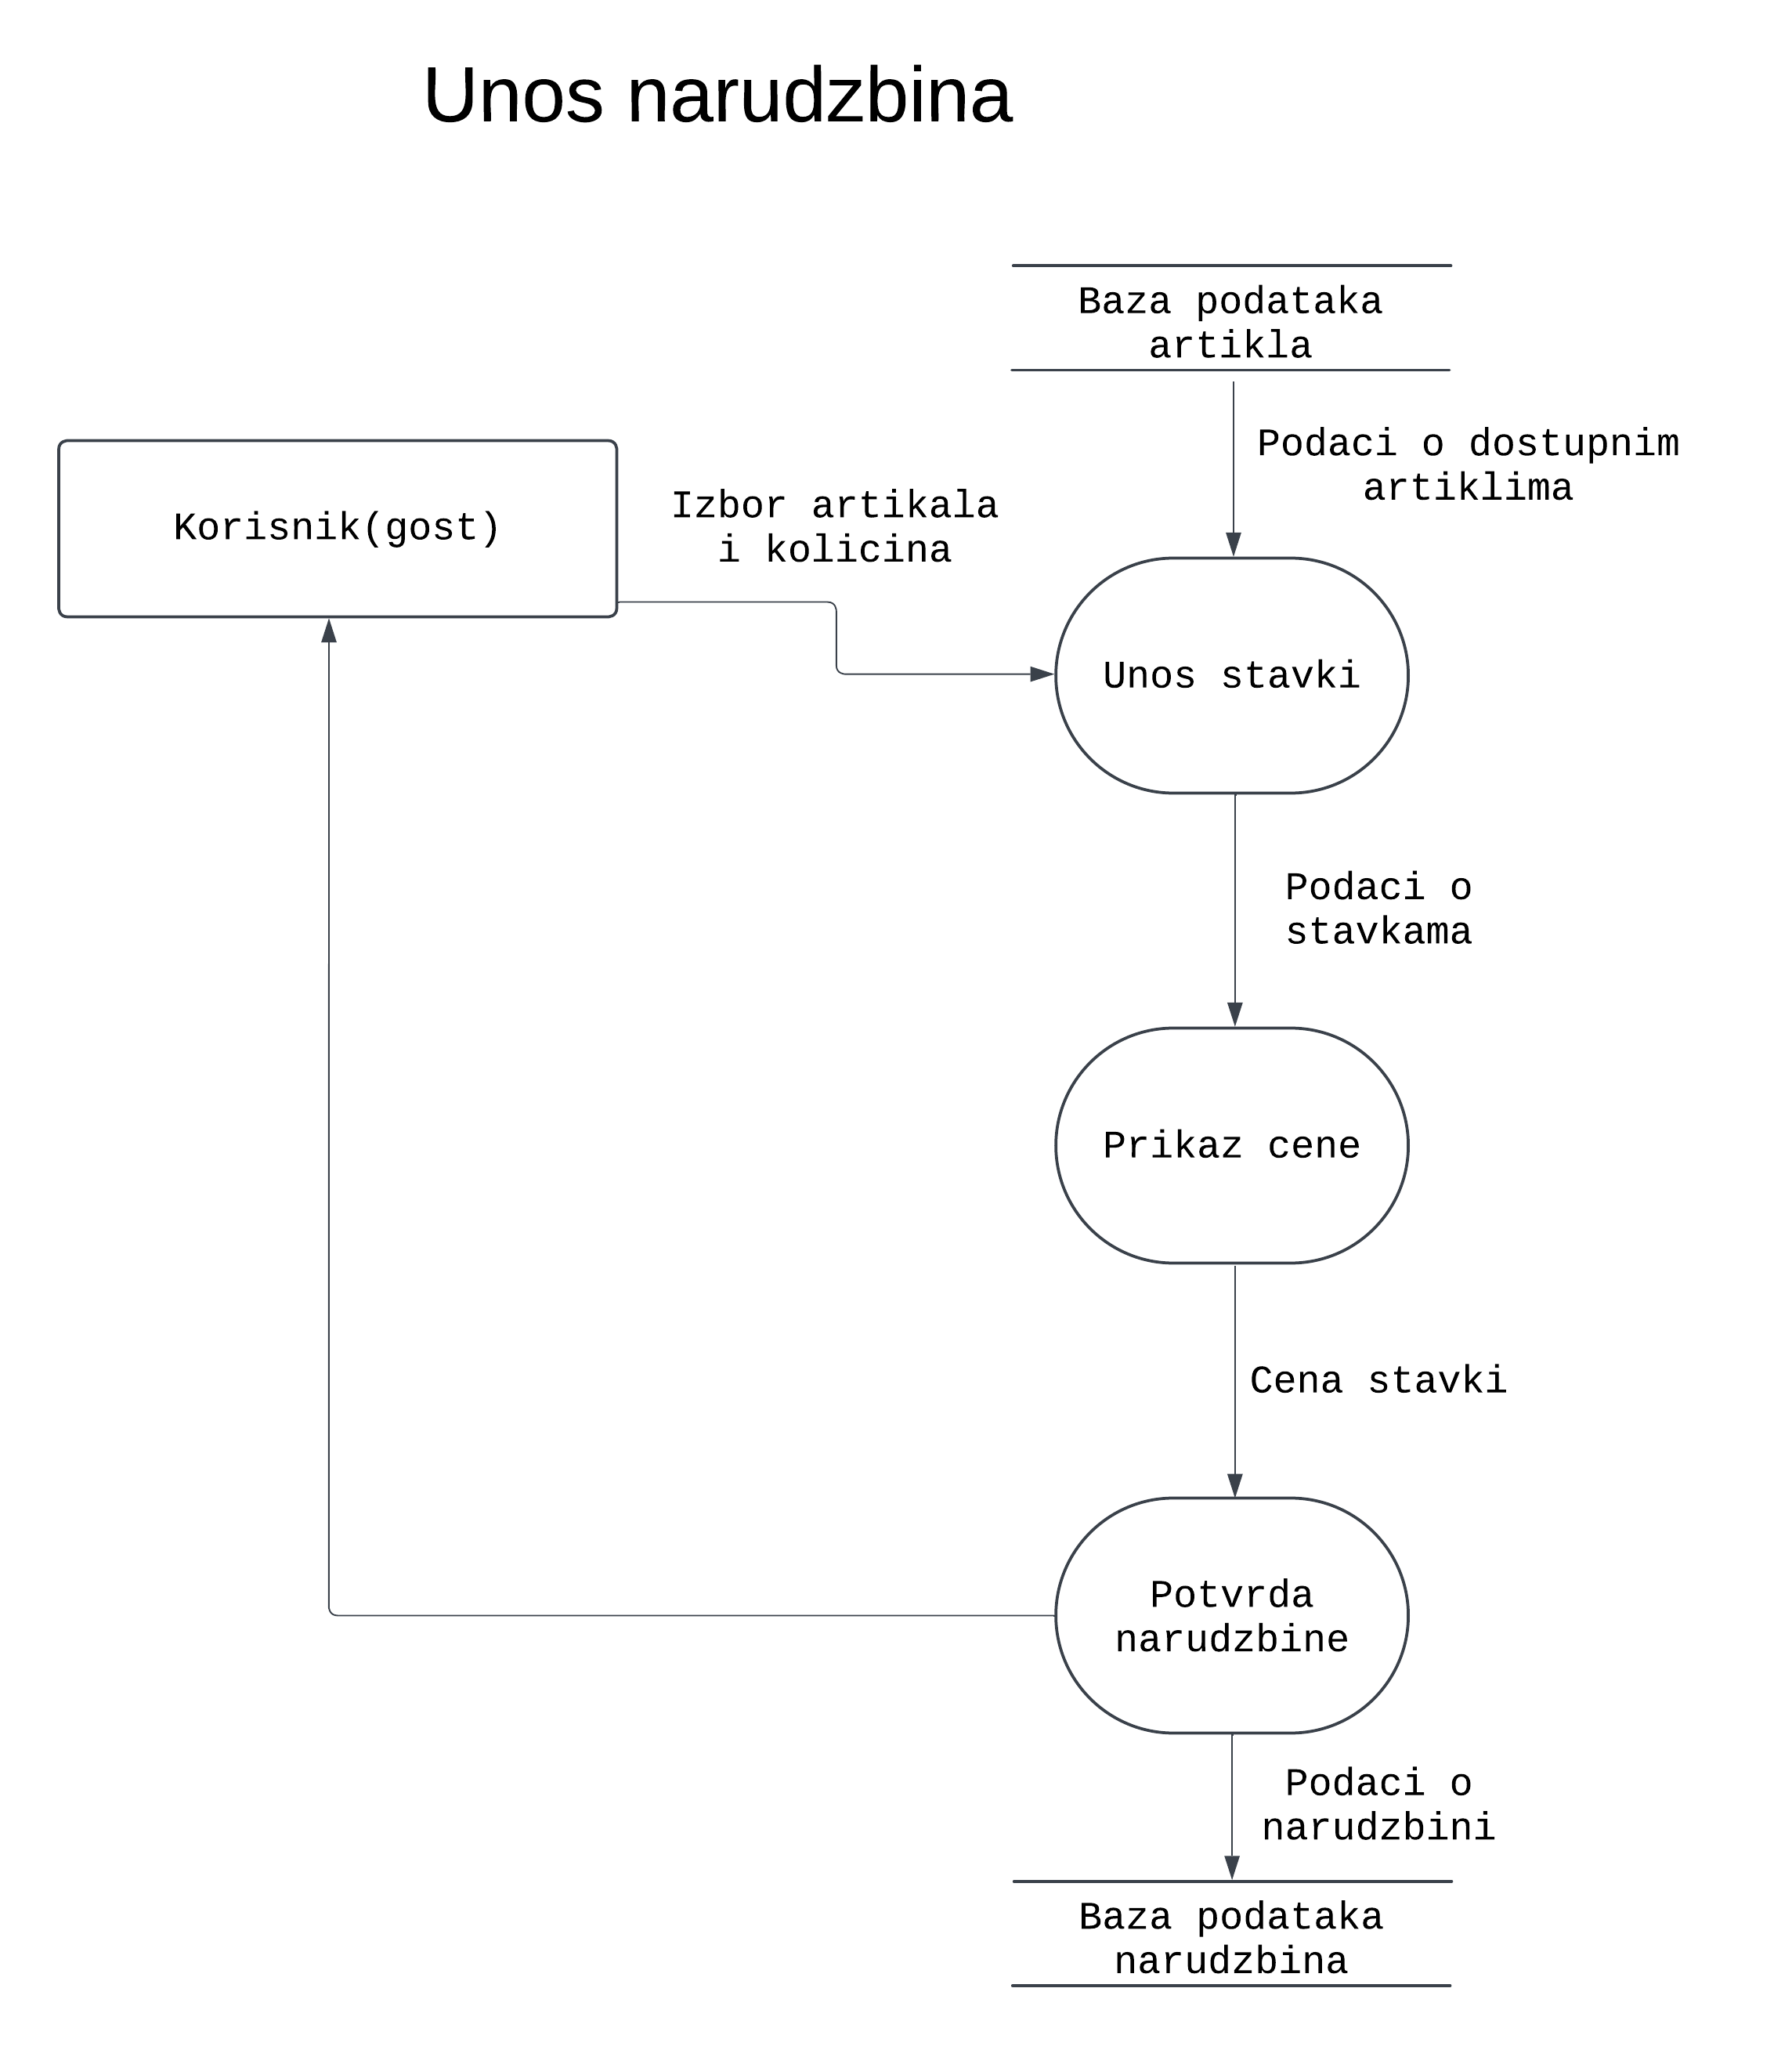 Unos narudzbina
Baza podataka
artikla
Podaci o dostupnim
artiklima
Korisnik(gost)
Izbor artikala
i kolicina
Unos stavki
Podaci o
stavkama
Prikaz cene
Cena stavki
Potvrda
narudzbine
Podaci o
narudzbini
Baza podataka
narudzbina